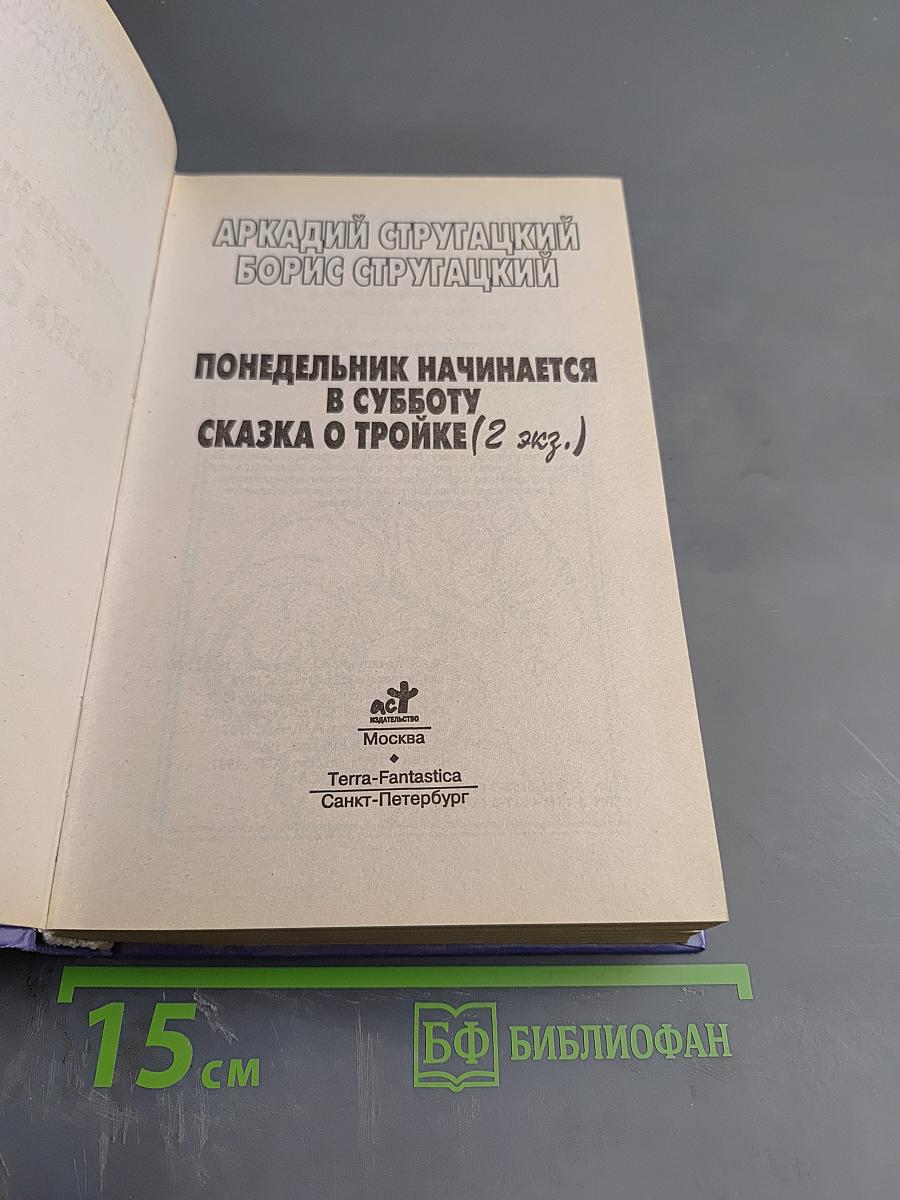 АРКАДИЙ СТРУГАЦКИЙ
БОРИС СТРУГАЦКИЙ
ПОНЕДЕЛЬНИК НАЧИНАЕТСЯ
В СУББОТУ
СКАЗКА О ТРОЙКЕ (2 экз.)
аст
ИЗДАТЕЛЬСТВО
Москва
Terra-Fantastica
Санкт-Петербург
15 см
БФ БИБЛИОФАН